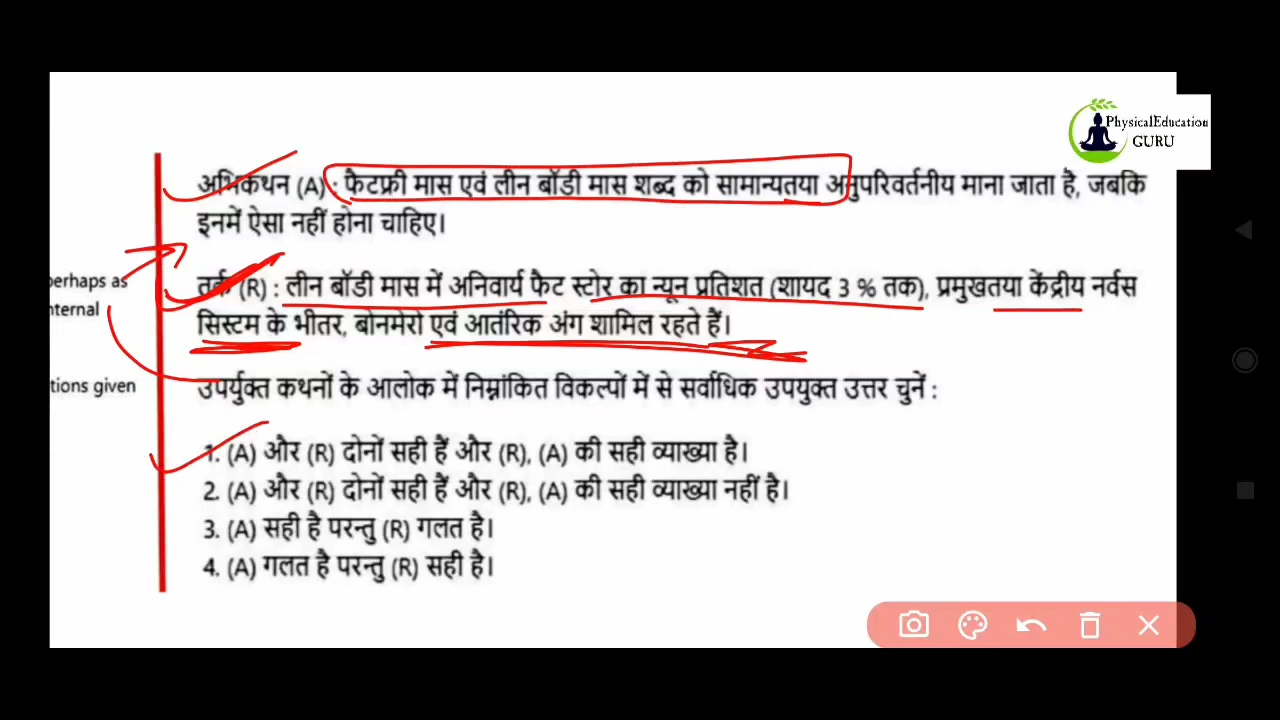 PhysicalEducation
GURU
अभिकथन (A) : फैटफ्री मास एवं लीन बॉडी मास शब्द को सामान्यतया अनुपरिवर्तनीय माना जाता है, जबकि
इनमें ऐसा नहीं होना चाहिए।
perhaps as
तर्क (R) : लीन बॉडी मास में अनिवार्य फैट स्टोर का न्यून प्रतिशत (शायद 3 % तक), प्रमुखतया केंद्रीय नर्वस
nternal
सिस्टम के भीतर, बोनमेरो एवं आतंरिक अंग शामिल रहते हैं।
tions given
उपर्युक्त कथनों के आलोक में निम्नांकित विकल्पों में से सर्वाधिक उपयुक्त उत्तर चुनें :
1. (A) और (R) दोनों सही हैं और (R), (A) की सही व्याख्या है।
2. (A) और (R) दोनों सही हैं और (R), (A) की सही व्याख्या नहीं है।
3. (A) सही है परन्तु (R) गलत है।
4. (A) गलत है परन्तु (R) सही है।